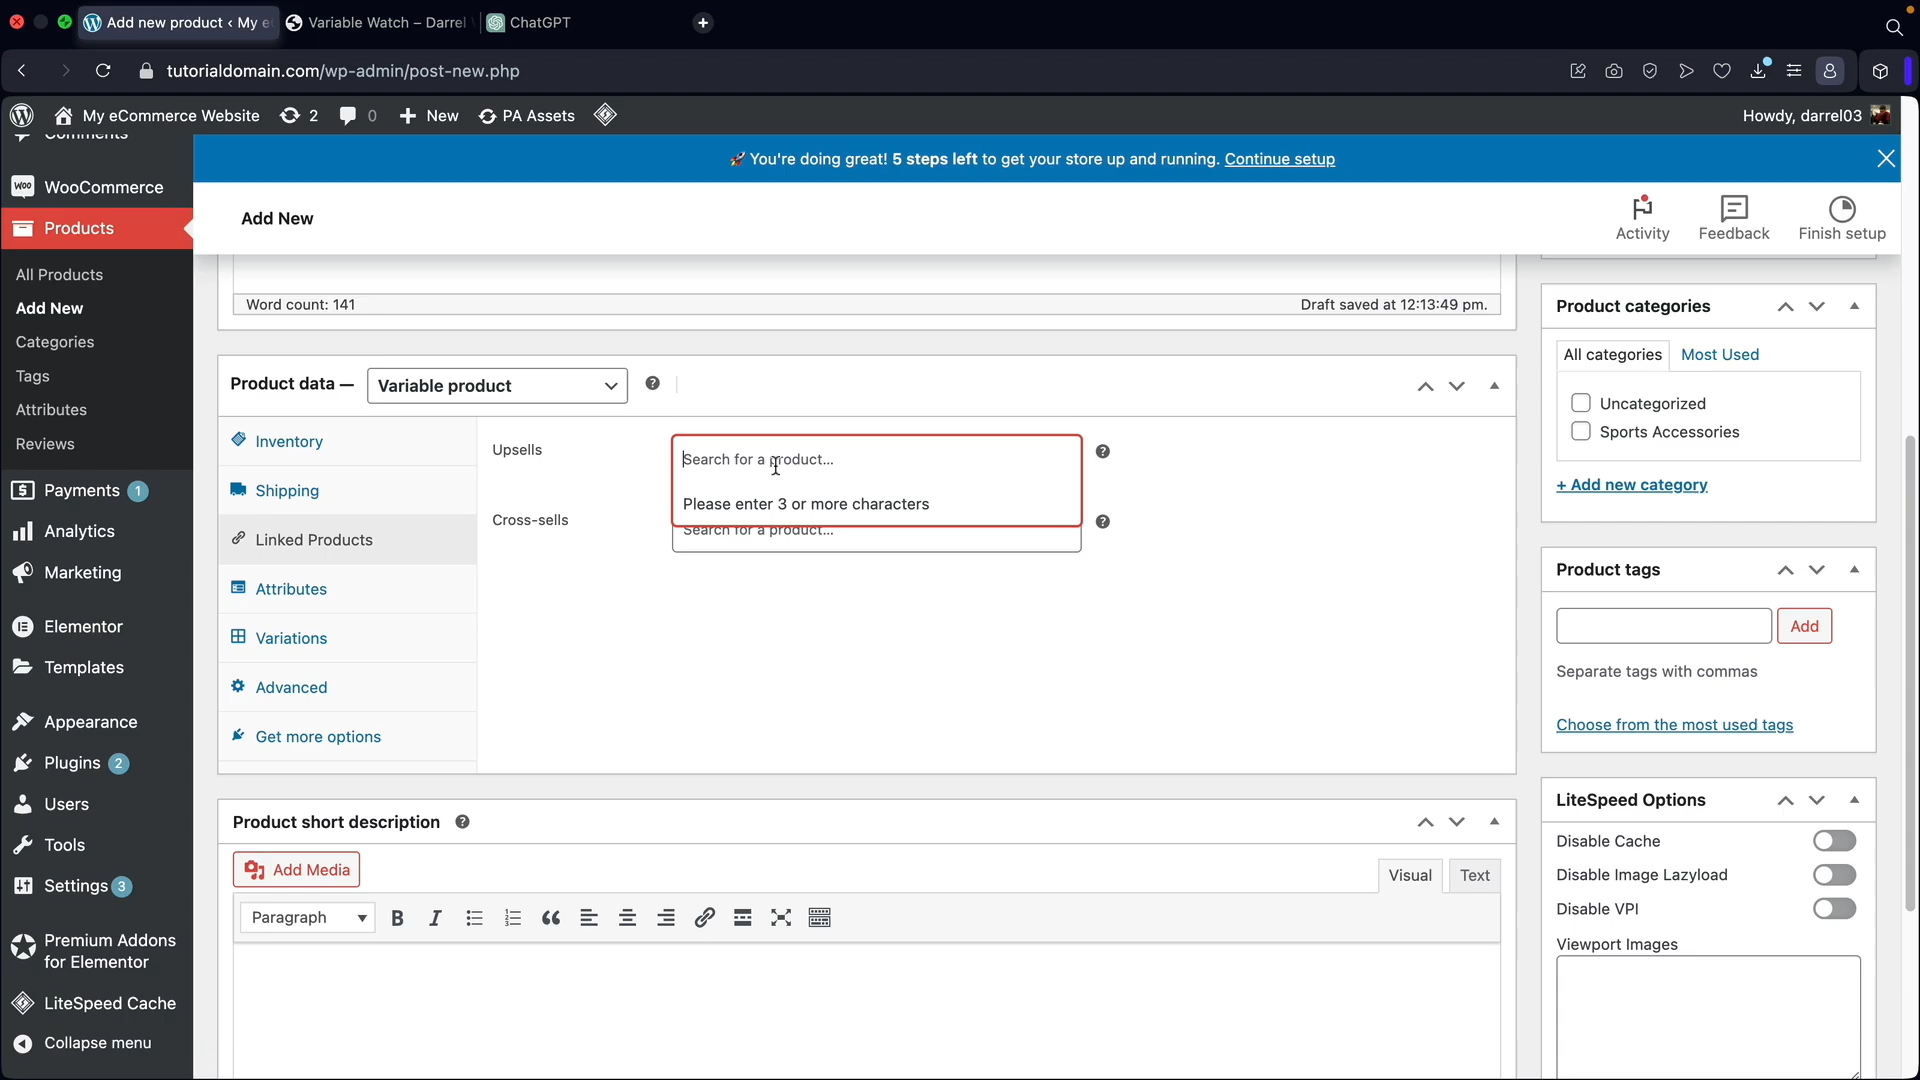 Add new product ‹ My e
Variable Watch – Darrel
ChatGPT
tutorialdomain.com/wp-admin/post-new.php
My eCommerce Website
2
0
New
PA Assets
Howdy, darrel03
Comments
WooCommerce
Products
All Products
Add New
Categories
Tags
Attributes
Reviews
Payments 1
Analytics
Marketing
Elementor
Templates
Appearance
Plugins 2
Users
Tools
Settings 3
Premium Addons
for Elementor
LiteSpeed Cache
Collapse menu
🚀 You're doing great! 5 steps left to get your store up and running. Continue setup
Add New
Activity
Feedback
Finish setup
Word count: 141
Draft saved at 12:13:49 pm.
Product data —
Variable product
Inventory
Shipping
Linked Products
Attributes
Variations
Advanced
Get more options
Upsells
Search for a product...
Please enter 3 or more characters
Cross-sells
Search for a product...
Product short description
Add Media
Visual
Text
Paragraph
Product categories
All categories
Most Used
Uncategorized
Sports Accessories
+ Add new category
Product tags
Add
Separate tags with commas
Choose from the most used tags
LiteSpeed Options
Disable Cache
Disable Image Lazyload
Disable VPI
Viewport Images